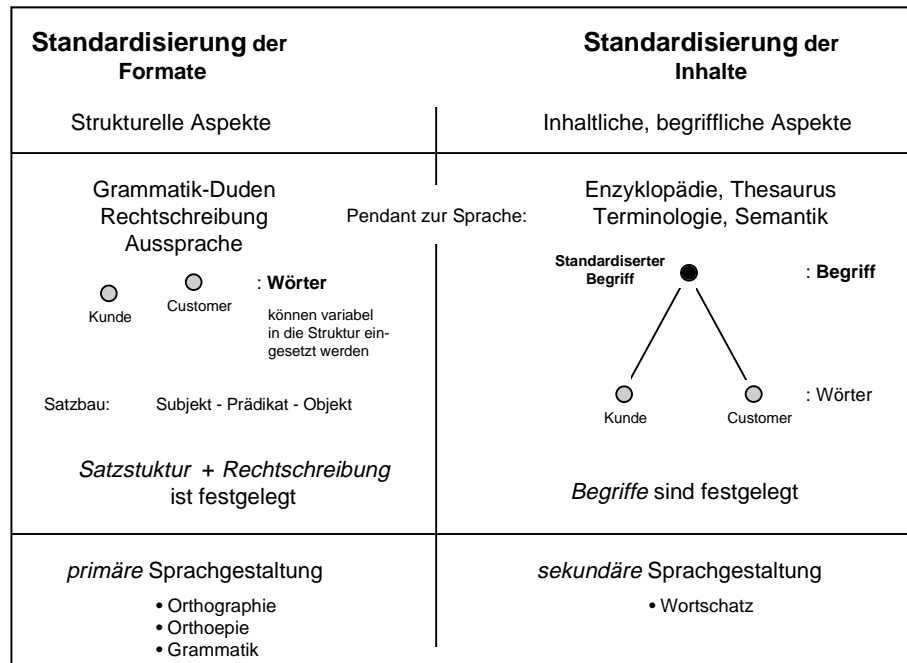 Standardisierung der
Formate
Strukturelle Aspekte
Standardisierung der
Inhalte
Inhaltliche, begriffliche Aspekte
Grammatik-Duden
Rechtschreibung
Aussprache
Pendant zur Sprache:
Enzyklopädie, Thesaurus
Terminologie, Semantik
Kunde
Customer
: Wörter
können variabel
in die Struktur ein-
gesetzt werden
Satzbau: Subjekt - Prädikat - Objekt
Satzstuktur + Rechtschreibung
ist festgelegt
Standardiserter
Begriff
: Begriff
Kunde
Customer
: Wörter
Begriffe sind festgelegt
primäre Sprachgestaltung
• Orthographie
• Orthoepie
• Grammatik
sekundäre Sprachgestaltung
• Wortschatz